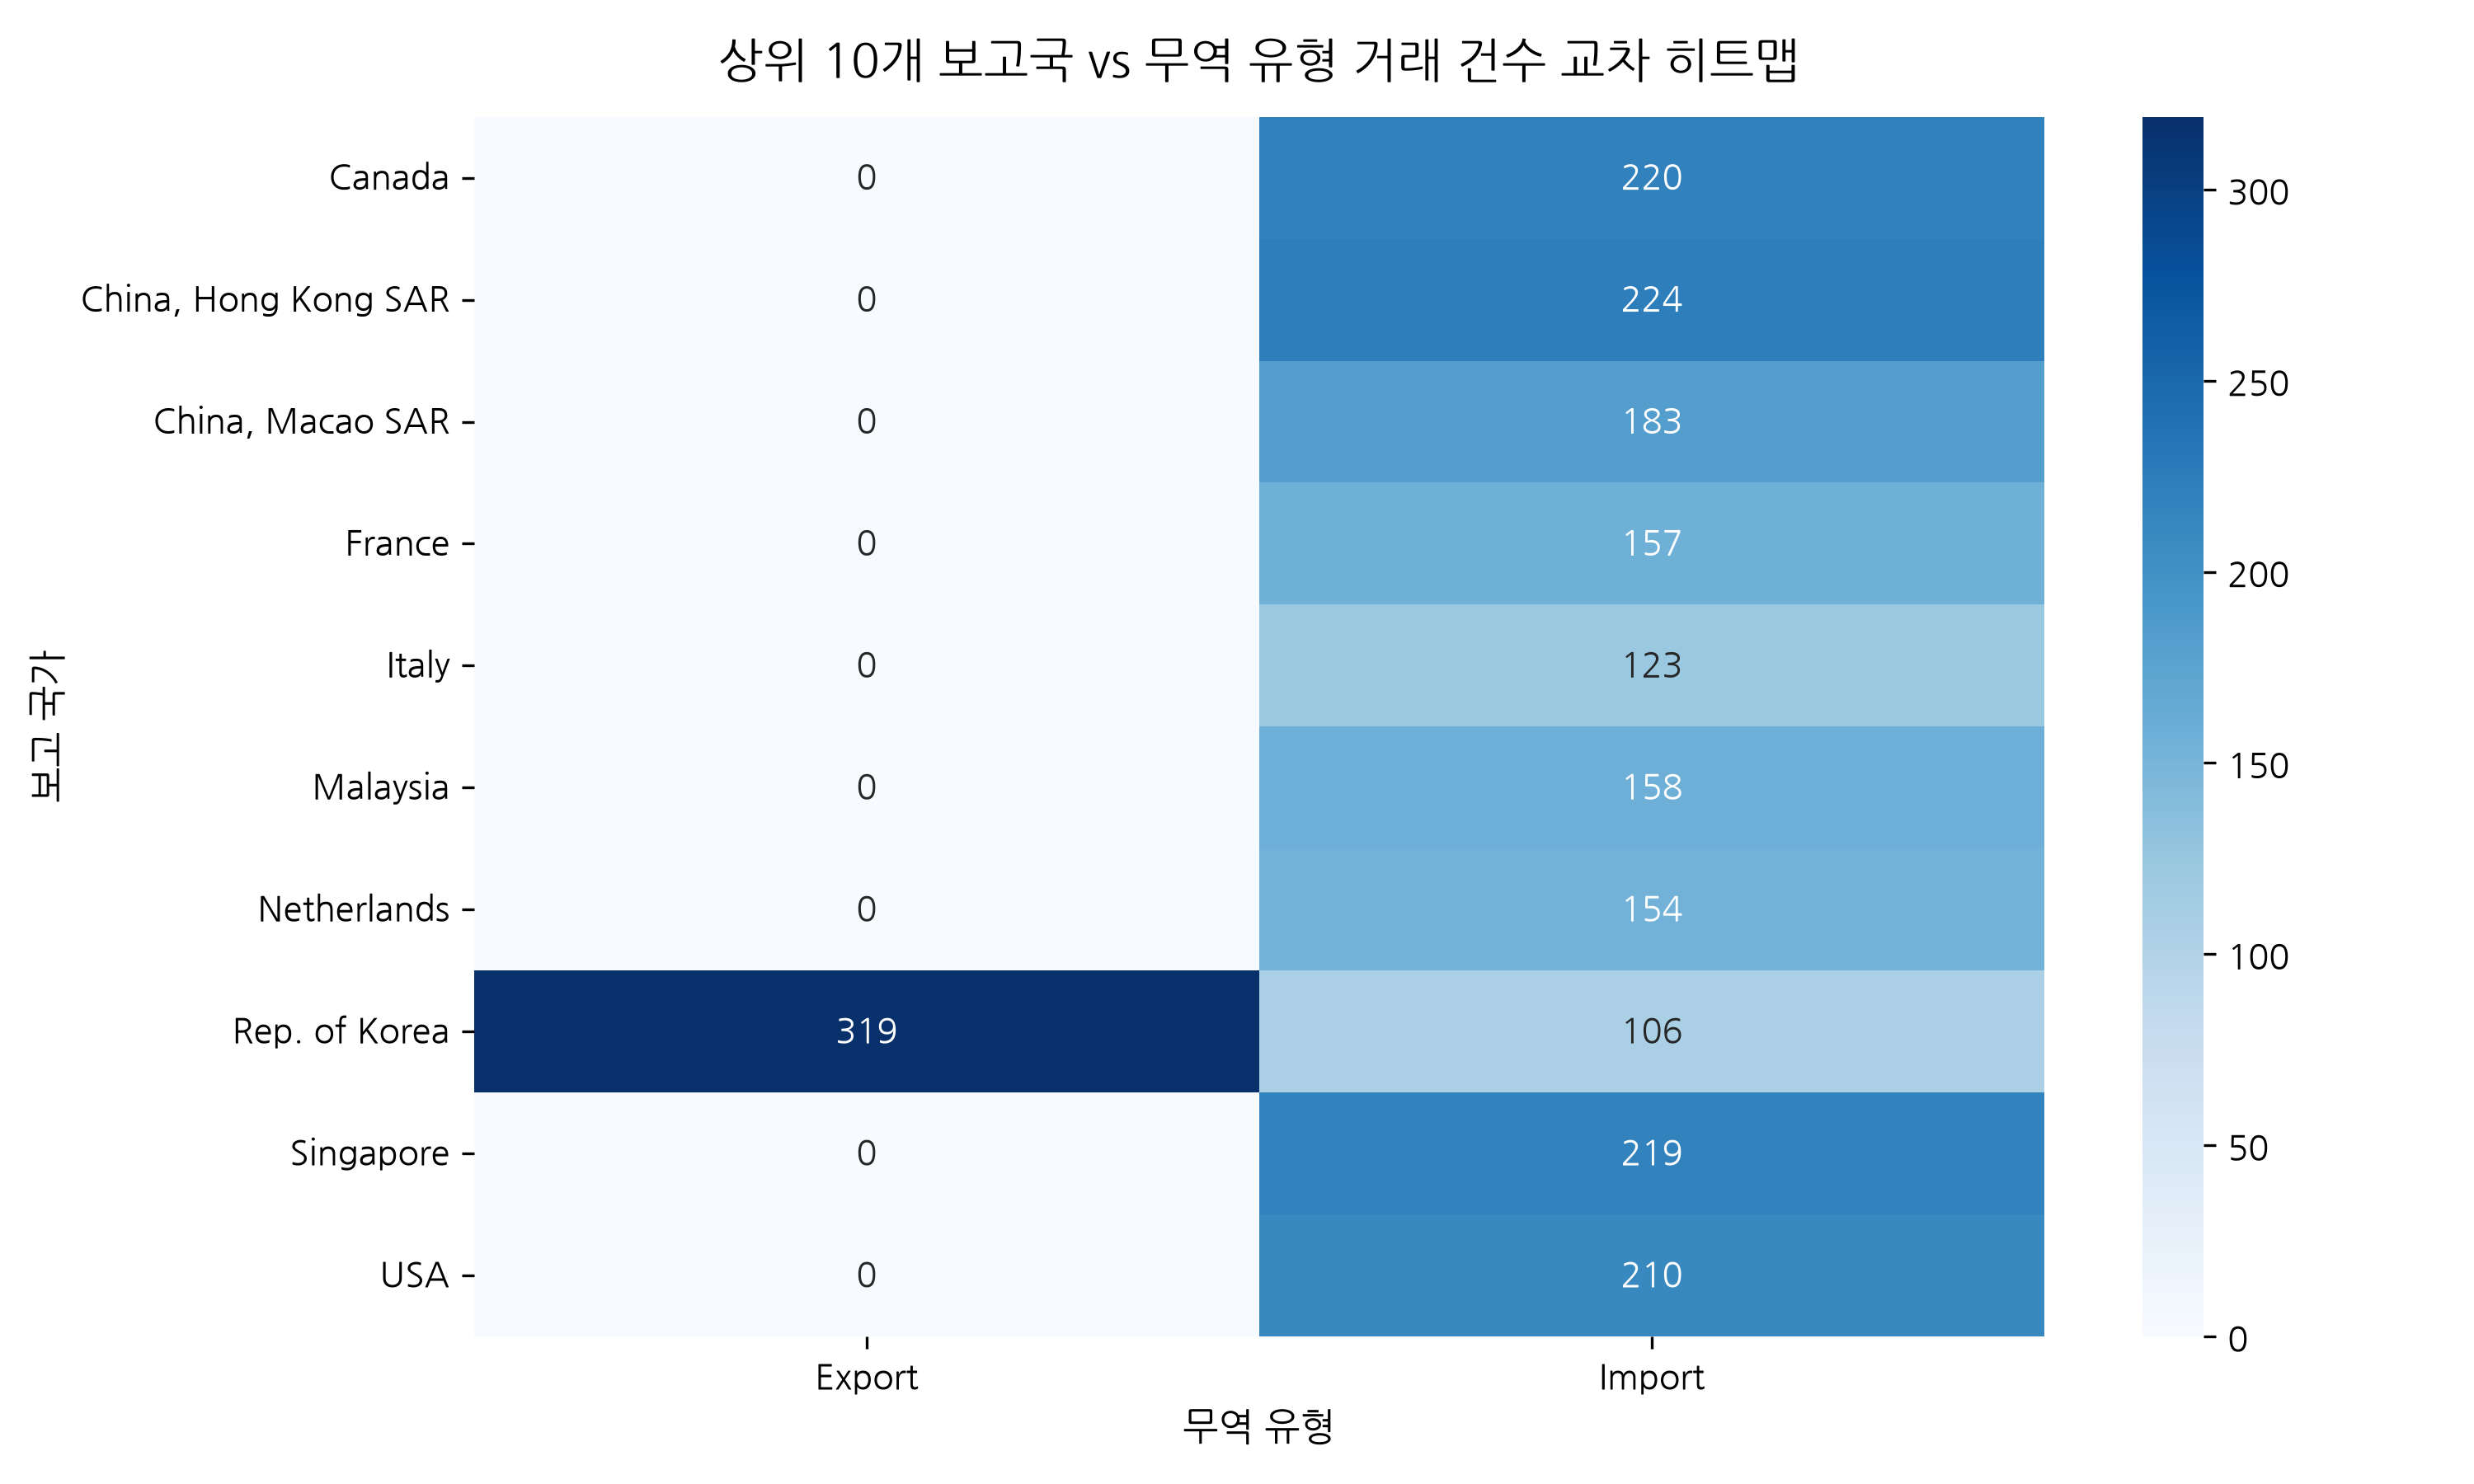 상위 10개 보고국 vs 무역 유형 거래 건수 교차 히트맵
보고 국가
Canada 0 220
China, Hong Kong SAR 0 224
China, Macao SAR 0 183
France 0 157
Italy 0 123
Malaysia 0 158
Netherlands 0 154
Rep. of Korea 319 106
Singapore 0 219
USA 0 210
Export Import
무역 유형
300
250
200
150
100
50
0